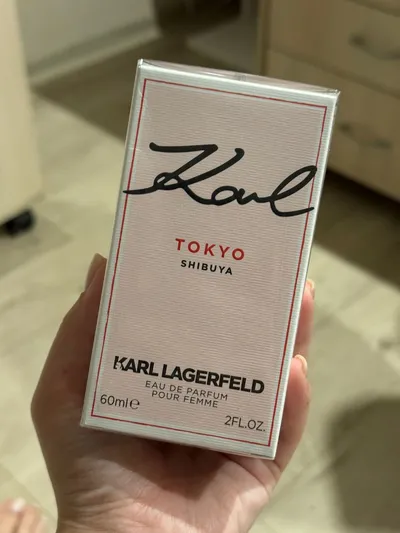 Karl
TOKYO
SHIBUYA
KARL LAGERFELD
EAU DE PARFUM
POUR FEMME
60ml℮
2FL.OZ.